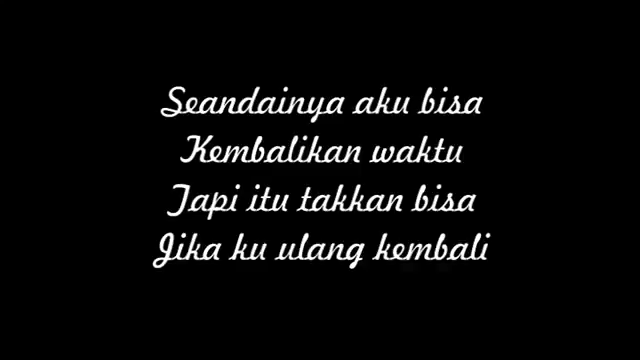 Seandainya aku bisa
Kembalikan waktu
Tapi itu takkan bisa
Jika ku ulang kembali